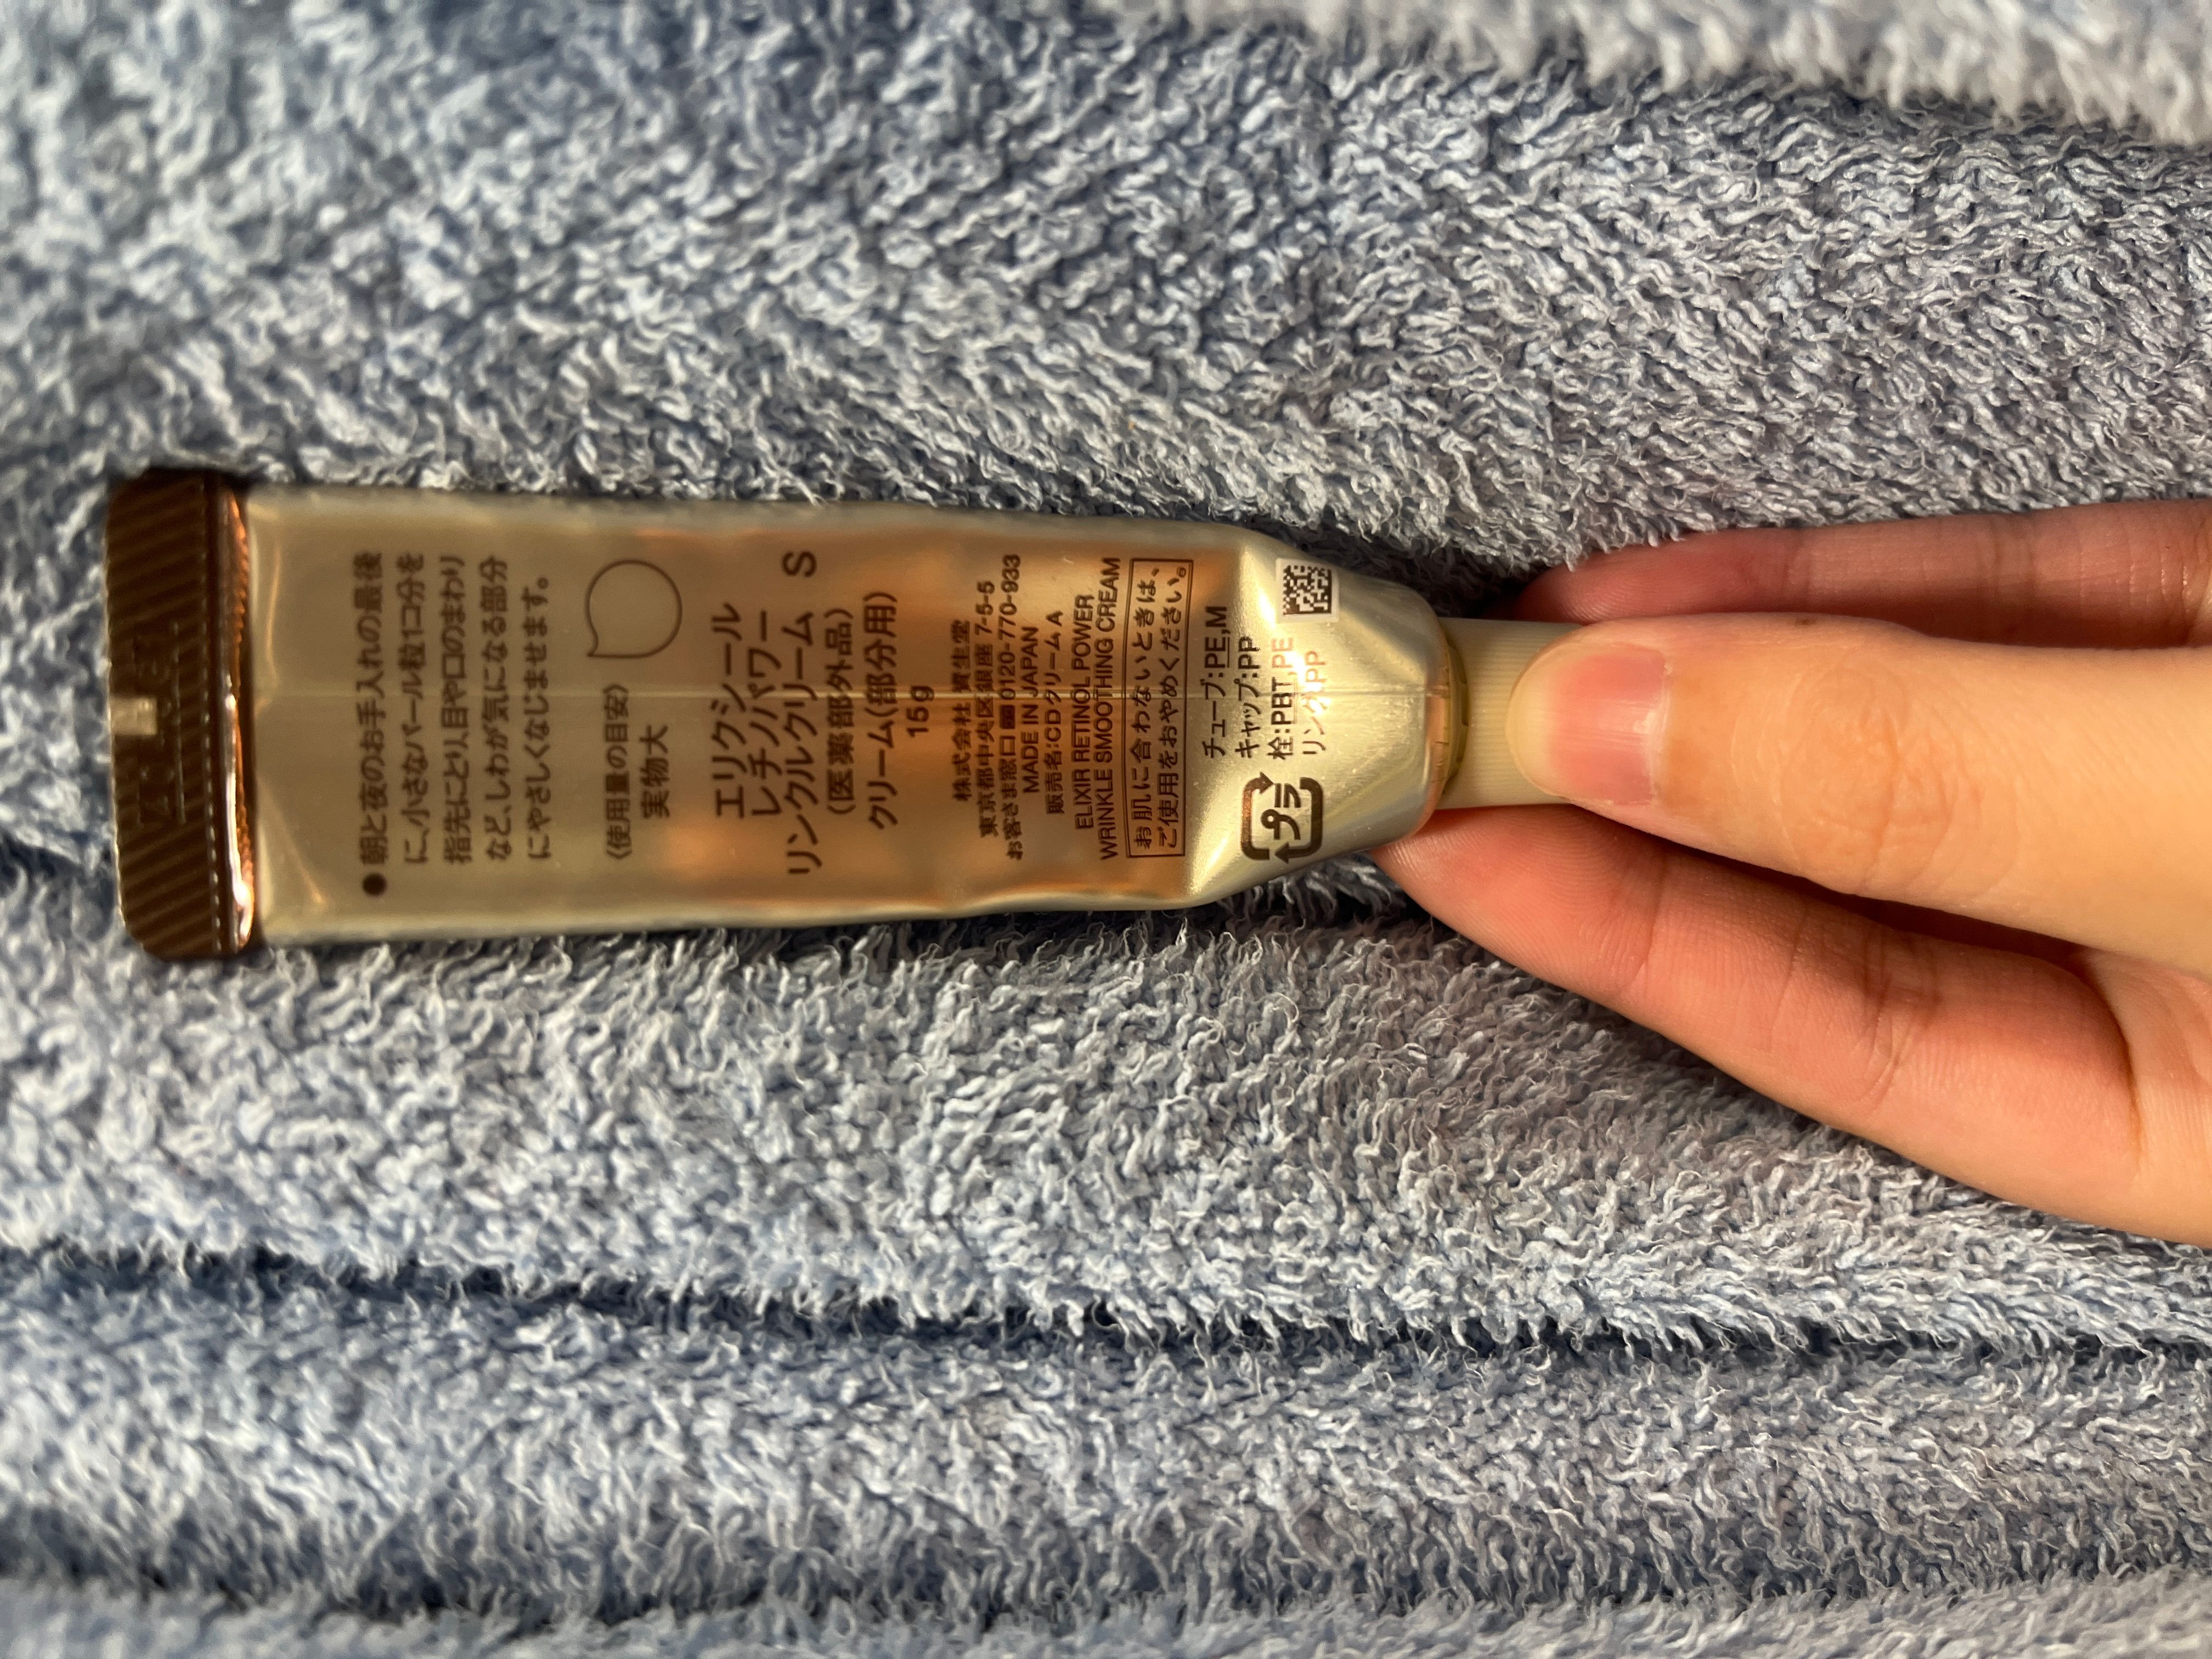 ●朝と夜のお手入れの最後
に、小さなパール粒1コ分を
指先にとり、目や口のまわり
など、しわが気になる部分
にやさしくなじませます。
〈使用量の目安〉
実物大
エリクシール
レチノパワー
リンクルクリーム S
(医薬部外品)
クリーム(部分用)
15g
株式会社 資生堂
東京都中央区銀座 7-5-5
お客さま窓口 0120-770-933
MADE IN JAPAN
販売名:CDクリーム A
ELIXIR RETINOL POWER
WRINKLE SMOOTHING CREAM
お肌に合わないときは、
ご使用をおやめください。
プラ
チューブ:PE,M
キャップ:PP
栓:PBT,PE
リング:PP